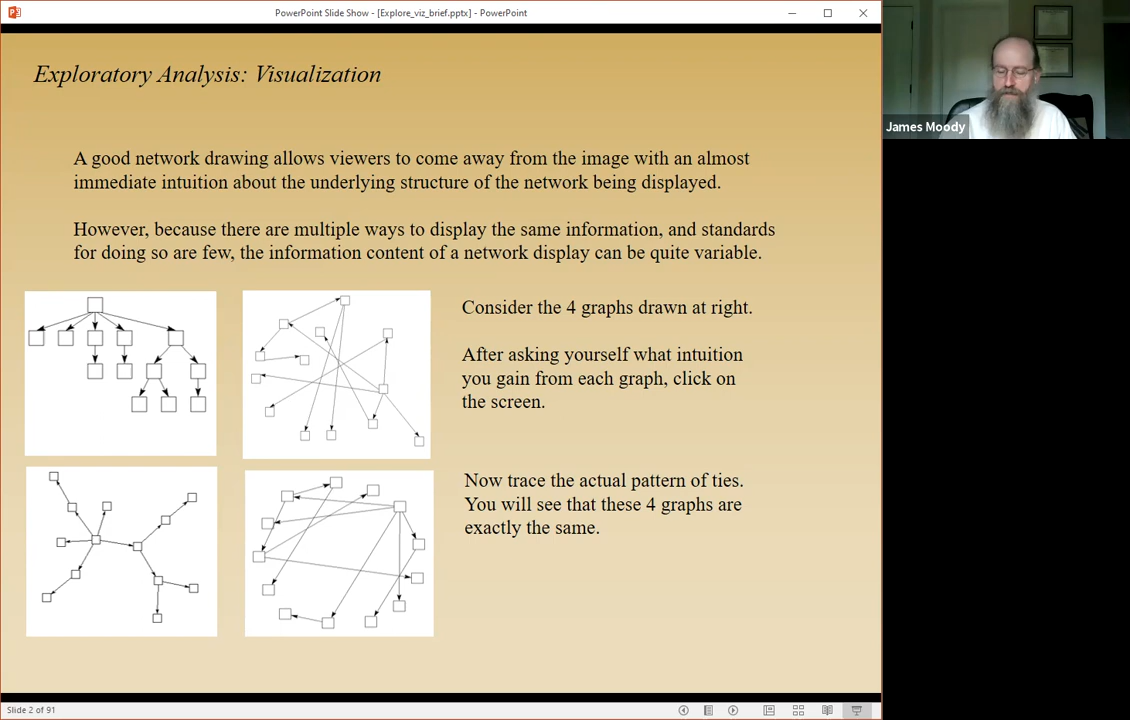 PowerPoint Slide Show - [Explore_viz_brief.pptx] - PowerPoint
Exploratory Analysis: Visualization
A good network drawing allows viewers to come away from the image with an almost
immediate intuition about the underlying structure of the network being displayed.
However, because there are multiple ways to display the same information, and standards
for doing so are few, the information content of a network display can be quite variable.
Consider the 4 graphs drawn at right.
After asking yourself what intuition
you gain from each graph, click on
the screen.
Now trace the actual pattern of ties.
You will see that these 4 graphs are
exactly the same.
James Moody
Slide 2 of 91